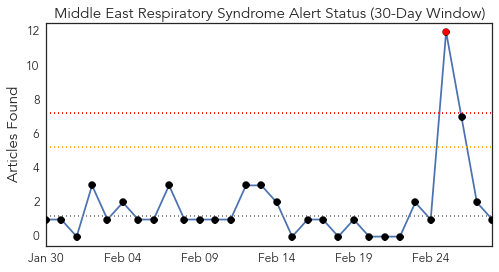 Middle East Respiratory Syndrome Alert Status (30-Day Window)
Articles Found
12
10
8
6
4
2
0
Jan 30 Feb 04 Feb 09 Feb 14 Feb 19 Feb 24